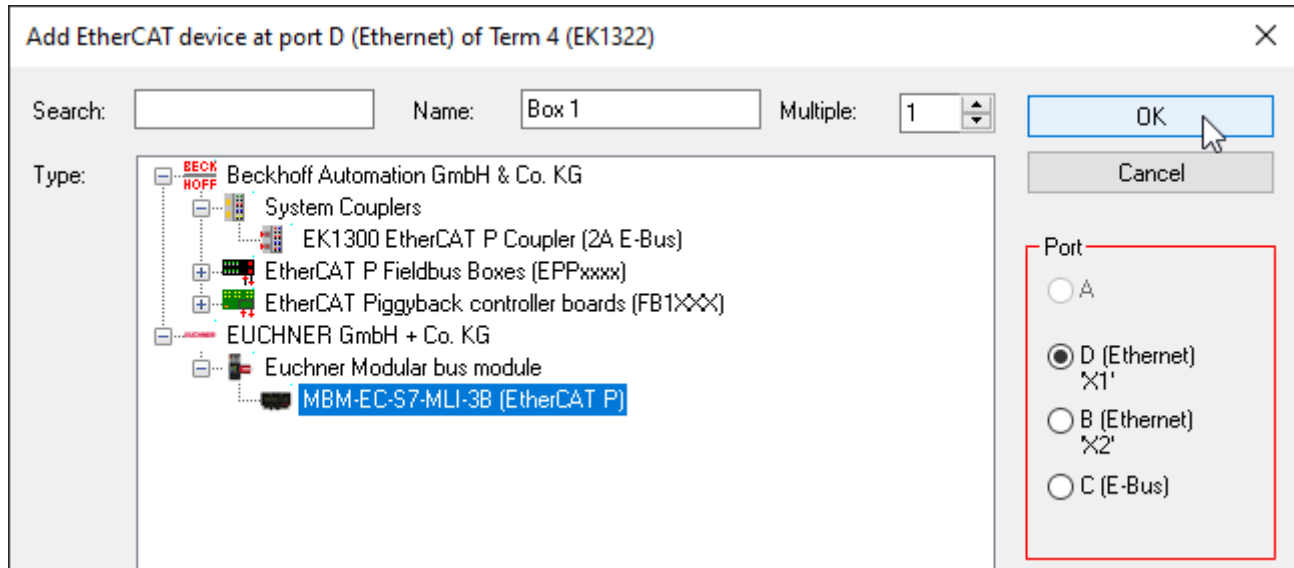 Add EtherCAT device at port D (Ethernet) of Term 4 (EK1322)
Search:
Name:
Box 1
Multiple:
1
OK
Type:
BECK
HOFF
Beckhoff Automation GmbH & Co. KG
Cancel
System Couplers
EK1300 EtherCAT P Coupler (2A E-Bus)
EtherCAT P Fieldbus Boxes (EPPxxxx)
EtherCAT Piggyback controller boards (FB1XXX)
EUCHNER EUCHNER GmbH + Co. KG
Euchner Modular bus module
MBM-EC-S7-MLI-3B (EtherCAT P)
Port
A
D (Ethernet)
'X1'
B (Ethernet)
'X2'
C (E-Bus)